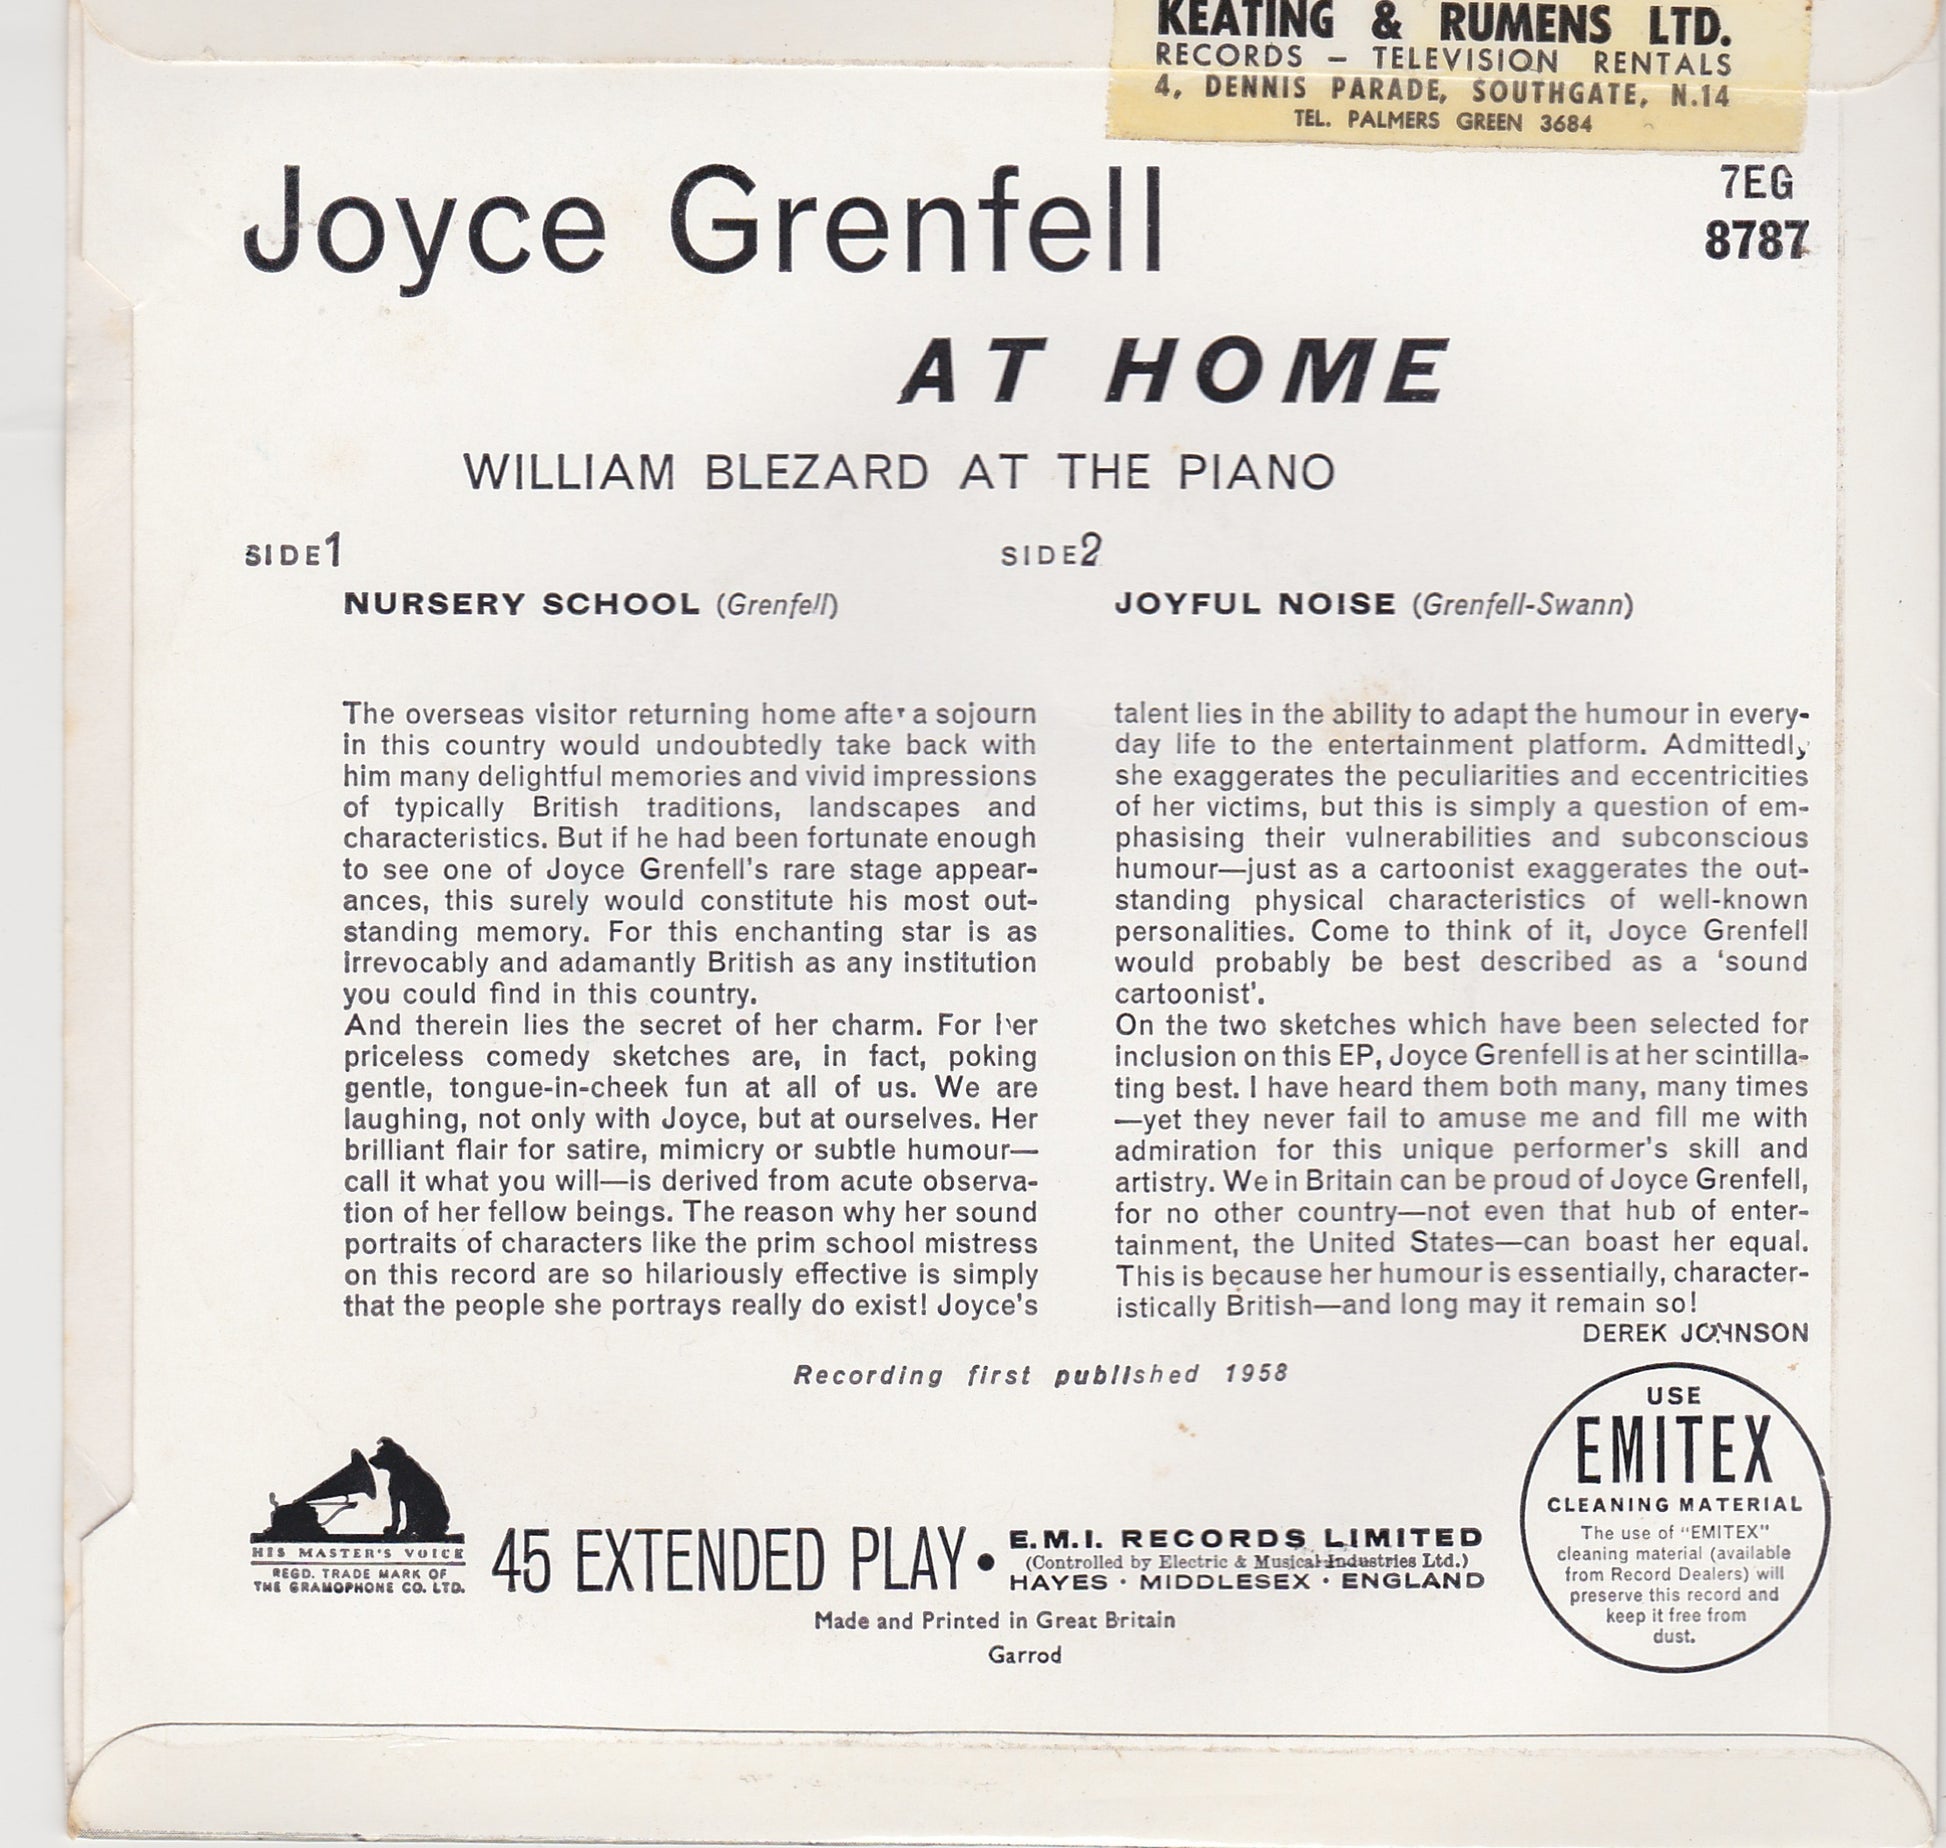 KEATING & RUMENS LTD.
RECORDS – TELEVISION RENTALS
4, DENNIS PARADE, SOUTHGATE, N.14
TEL. PALMERS GREEN 3684
Joyce Grenfell
7EG
8787
AT HOME
WILLIAM BLEZARD AT THE PIANO
SIDE 1
NURSERY SCHOOL (Grenfell)
The overseas visitor returning home after a sojourn
in this country would undoubtedly take back with
him many delightful memories and vivid impressions
of typically British traditions, landscapes and
characteristics. But if he had been fortunate enough
to see one of Joyce Grenfell's rare stage appear-
ances, this surely would constitute his most out-
standing memory. For this enchanting star is as
irrevocably and adamantly British as any institution
you could find in this country.
And therein lies the secret of her charm. For her
priceless comedy sketches are, in fact, poking
gentle, tongue-in-cheek fun at all of us. We are
laughing, not only with Joyce, but at ourselves. Her
brilliant flair for satire, mimicry or subtle humour—
call it what you will—is derived from acute observa-
tion of her fellow beings. The reason why her sound
portraits of characters like the prim school mistress
on this record are so hilariously effective is simply
that the people she portrays really do exist! Joyce's
SIDE 2
JOYFUL NOISE (Grenfell-Swann)
talent lies in the ability to adapt the humour in every-
day life to the entertainment platform. Admittedly
she exaggerates the peculiarities and eccentricities
of her victims, but this is simply a question of em-
phasising their vulnerabilities and subconscious
humour—just as a cartoonist exaggerates the out-
standing physical characteristics of well-known
personalities. Come to think of it, Joyce Grenfell
would probably be best described as a 'sound
cartoonist'.
On the two sketches which have been selected for
inclusion on this EP, Joyce Grenfell is at her scintilla-
ting best. I have heard them both many, many times
—yet they never fail to amuse me and fill me with
admiration for this unique performer's skill and
artistry. We in Britain can be proud of Joyce Grenfell,
for no other country—not even that hub of enter-
tainment, the United States—can boast her equal.
This is because her humour is essentially, character-
istically British—and long may it remain so!
DEREK JOHNSON
Recording first published 1958
HIS MASTER'S VOICE
REGD. TRADE MARK OF
THE GRAMOPHONE CO. LTD.
45 EXTENDED PLAY •
E.M.I. RECORDS LIMITED
(Controlled by Electric & Musical Industries Ltd.)
HAYES · MIDDLESEX · ENGLAND
Made and Printed in Great Britain
Garrod
USE
EMITEX
CLEANING MATERIAL
The use of "EMITEX"
cleaning material (available
from Record Dealers) will
preserve this record and
keep it free from
dust.